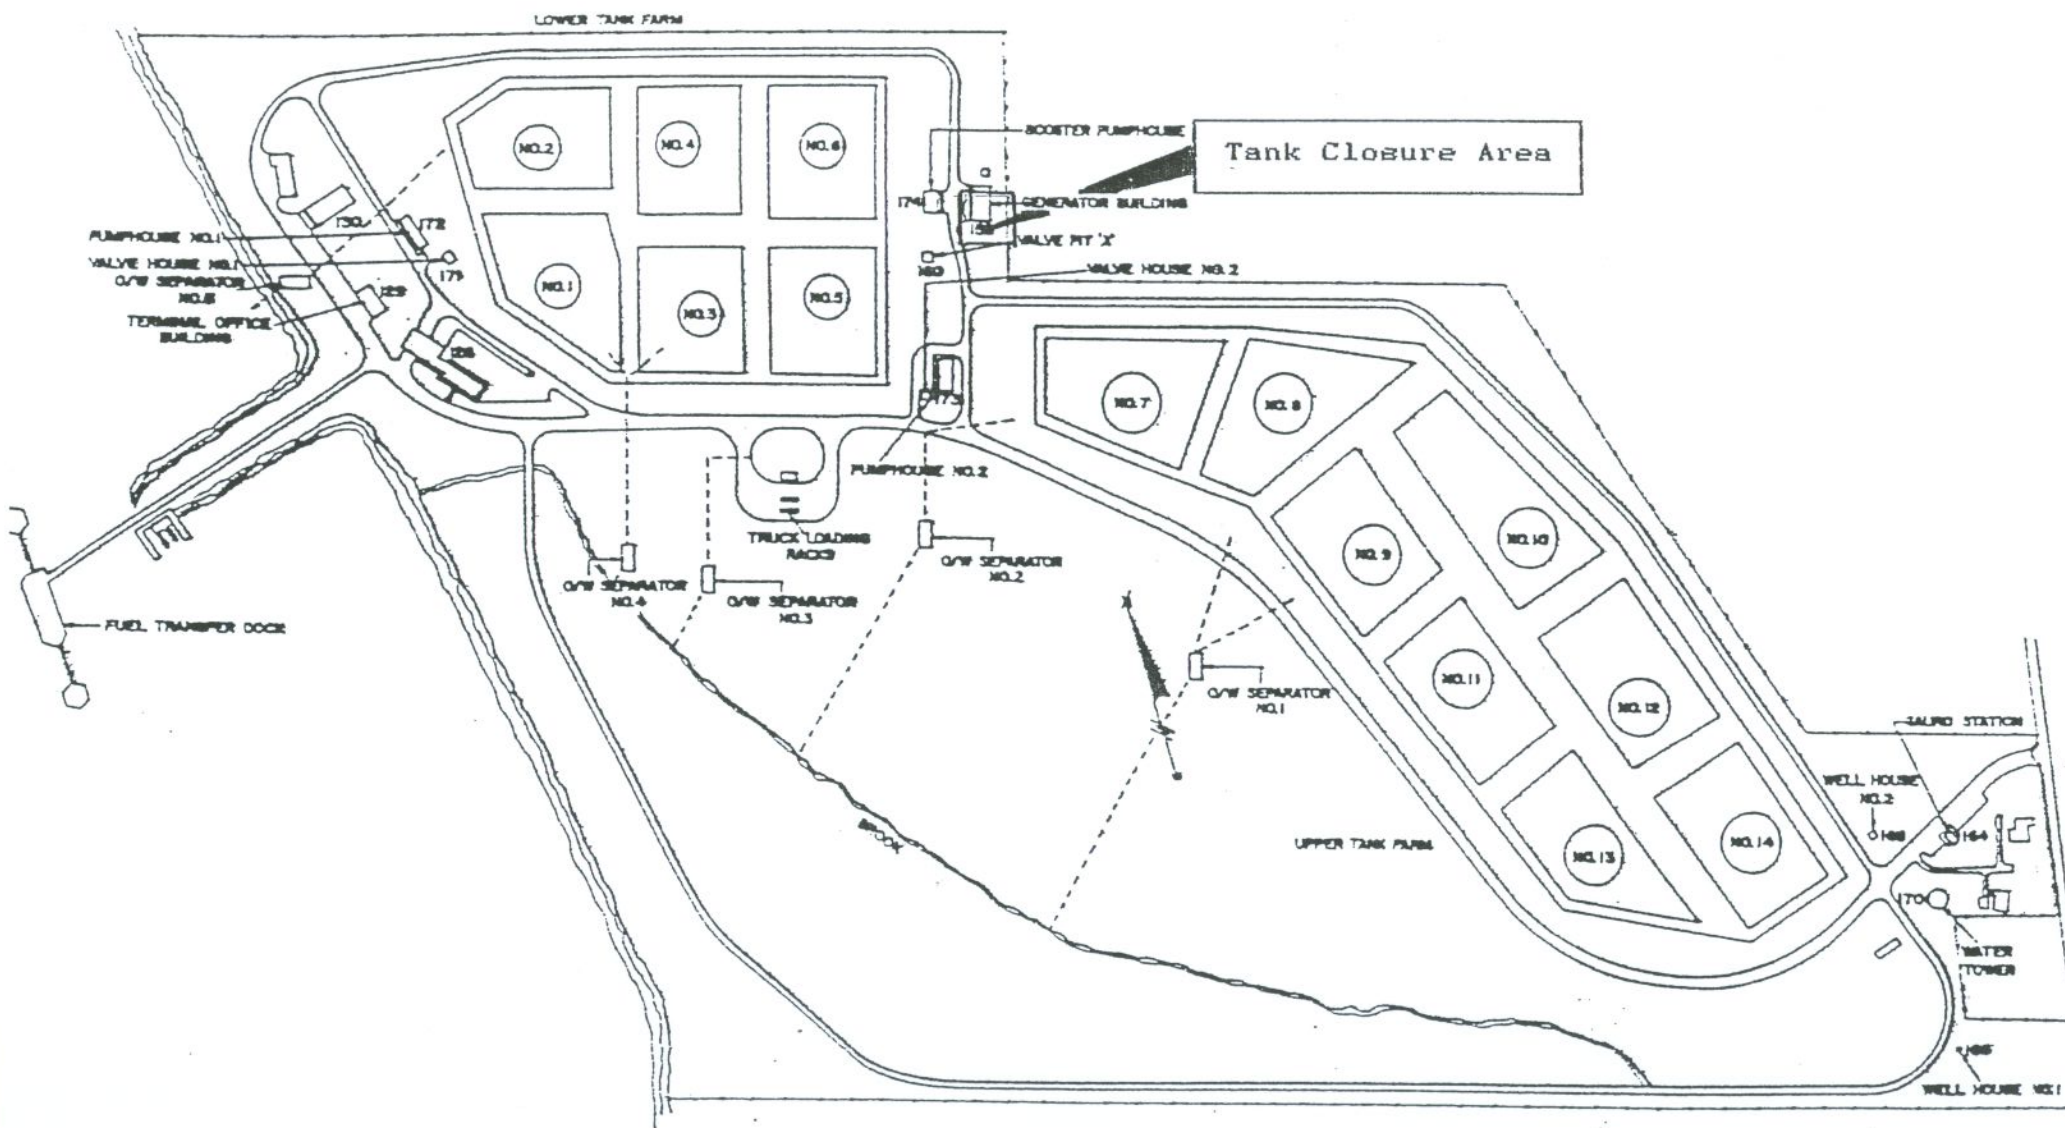 LOWER TANK FARM
BOOSTER PUMPHOUSE
Tank Closure Area
NO.2
NO.4
NO.6
174
GENERATOR BUILDING
130
172
PUMPHOUSE NO.1
VALVE PIT 'X'
VALVE HOUSE NO.1
171
160
VALVE HOUSE NO.2
O/W SEPARATOR
129
NO.1
NO.3
NO.5
TERMINAL OFFICE
BUILDING
126
173
NO.7
NO.8
PUMPHOUSE NO.2
TRUCK LOADING
RACKS
O/W SEPARATOR
NO.2
O/W SEPARATOR
NO.4
O/W SEPARATOR
NO.3
NO.9
NO.10
FUEL TRANSFER DOCK
O/W SEPARATOR
NO.1
NO.11
NO.12
STATION
WELL HOUSE
NO.2
164
UPPER TANK FARM
NO.13
NO.14
170
WATER
TOWER
WELL HOUSE NO.1